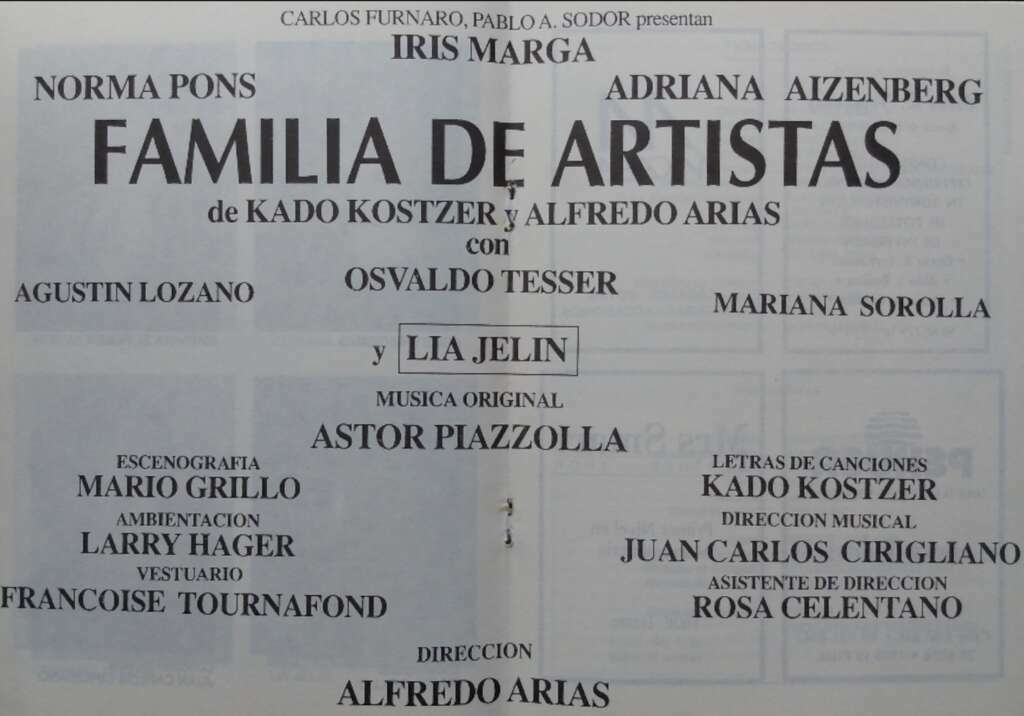 CARLOS FURNARO, PABLO A. SODOR presentan
IRIS MARGA
NORMA PONS
ADRIANA AIZENBERG
FAMILIA DE ARTISTAS
de KADO KOSTZER y ALFREDO ARIAS
con
OSVALDO TESSER
AGUSTIN LOZANO
MARIANA SOROLLA
y LIA JELIN
MUSICA ORIGINAL
ASTOR PIAZZOLLA
ESCENOGRAFIA
MARIO GRILLO
AMBIENTACION
LARRY HAGER
VESTUARIO
FRANCOISE TOURNAFOND
LETRAS DE CANCIONES
KADO KOSTZER
DIRECCION MUSICAL
JUAN CARLOS CIRIGLIANO
ASISTENTE DE DIRECCION
ROSA CELENTANO
DIRECCION
ALFREDO ARIAS